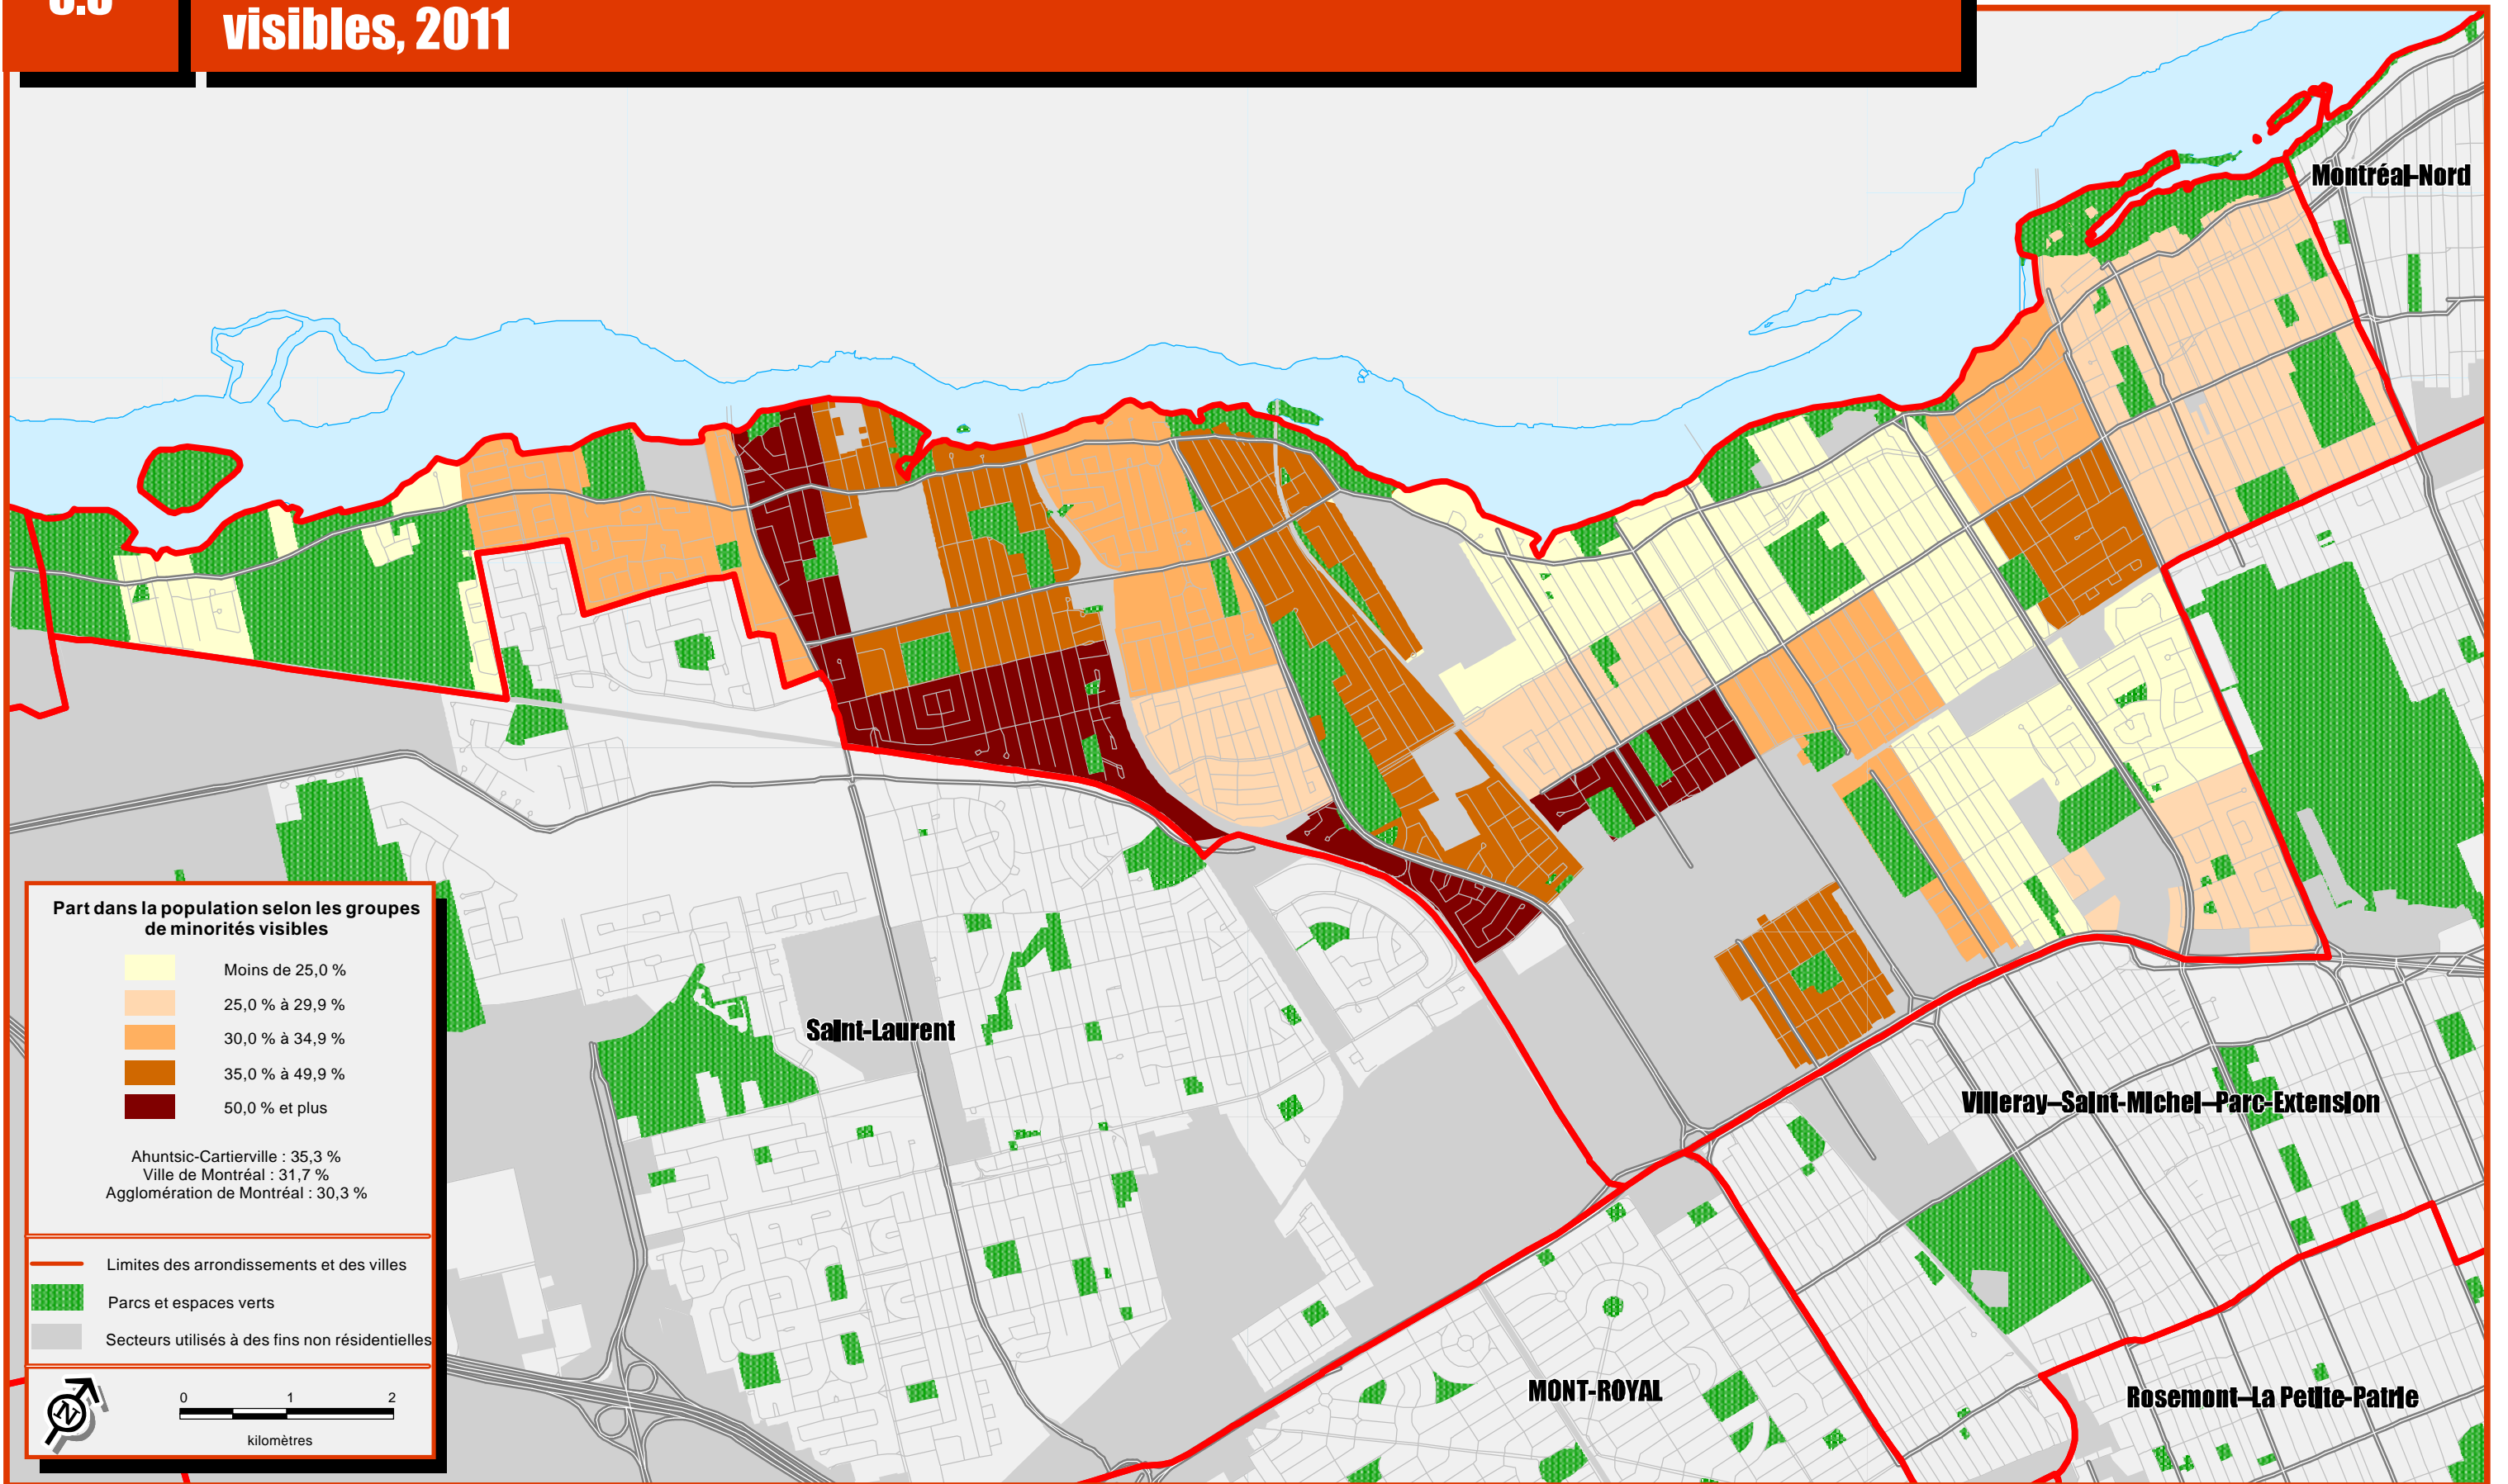 visibles, 2011
Montréal-Nord
Saint-Laurent
Villeray–Saint-Michel–Parc-Extension
MONT-ROYAL
Rosemont–La Petite-Patrie
Part dans la population selon les groupes
de minorités visibles
Moins de 25,0 %
25,0 % à 29,9 %
30,0 % à 34,9 %
35,0 % à 49,9 %
50,0 % et plus
Ahuntsic-Cartierville : 35,3 %
Ville de Montréal : 31,7 %
Agglomération de Montréal : 30,3 %
Limites des arrondissements et des villes
Parcs et espaces verts
Secteurs utilisés à des fins non résidentielles
N
0 1 2
kilomètres